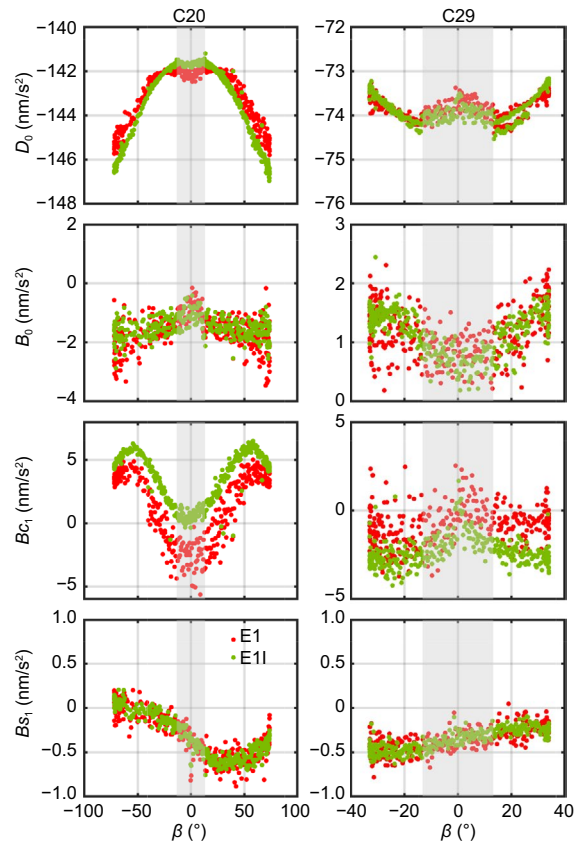 C20 C29
−140 −72
−142 −73
−144 −74
−146 −75
−148 −76
D₀ (nm/s²)
2 3
0 2
−2 1
−4 0
B₀ (nm/s²)
5 5
0 0
−5 −5
Bc₁ (nm/s²)
1.0 1.0
0.5 0.5
0 0
−0.5 −0.5
−1.0 −1.0
Bs₁ (nm/s²)
E1
E1I
−100 −50 0 50 100 −40 −20 0 20 40
β (°) β (°)